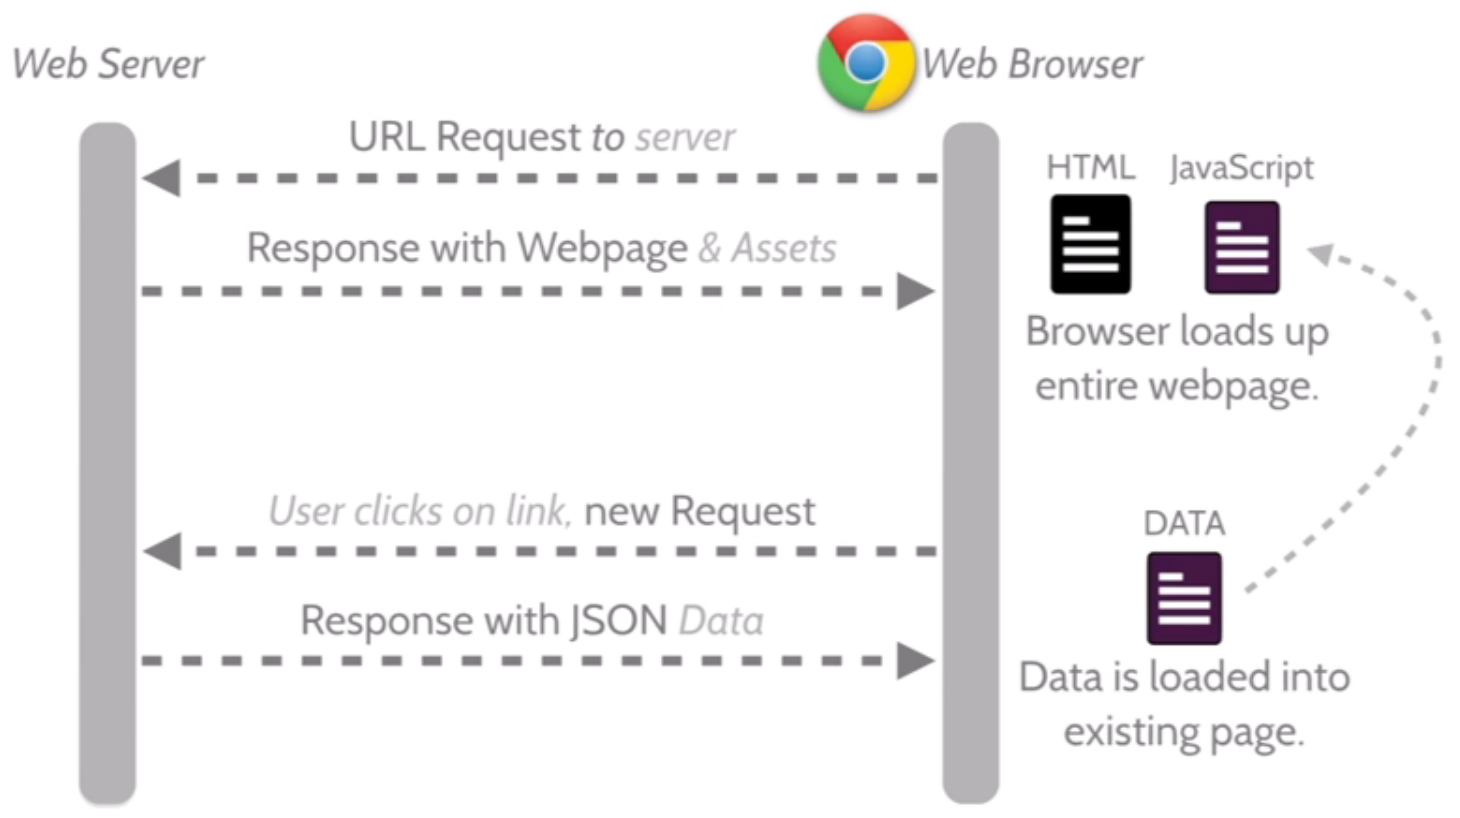 Web Server
Web Browser
URL Request to server
HTML
JavaScript
Response with Webpage & Assets
Browser loads up
entire webpage.
User clicks on link, new Request
DATA
Response with JSON Data
Data is loaded into
existing page.